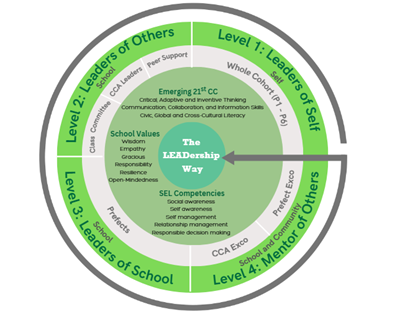 Level 1: Leaders of Self
Self
Whole Cohort (P1 - P6)
Level 2: Leaders of Others
School
Class Committee
CCA Leaders
Peer Support
Level 3: Leaders of School
School
Prefects
Level 4: Mentor of Others
School and Community
CCA Exco
Prefect Exco
Emerging 21st CC
Critical, Adaptive and Inventive Thinking
Communication, Collaboration, and Information Skills
Civic, Global and Cross-Cultural Literacy
School Values
Wisdom
Empathy
Gracious
Responsibility
Resilience
Open-Mindedness
The
LEADership
Way
SEL Competencies
Social awareness
Self awareness
Self management
Relationship management
Responsible decision making